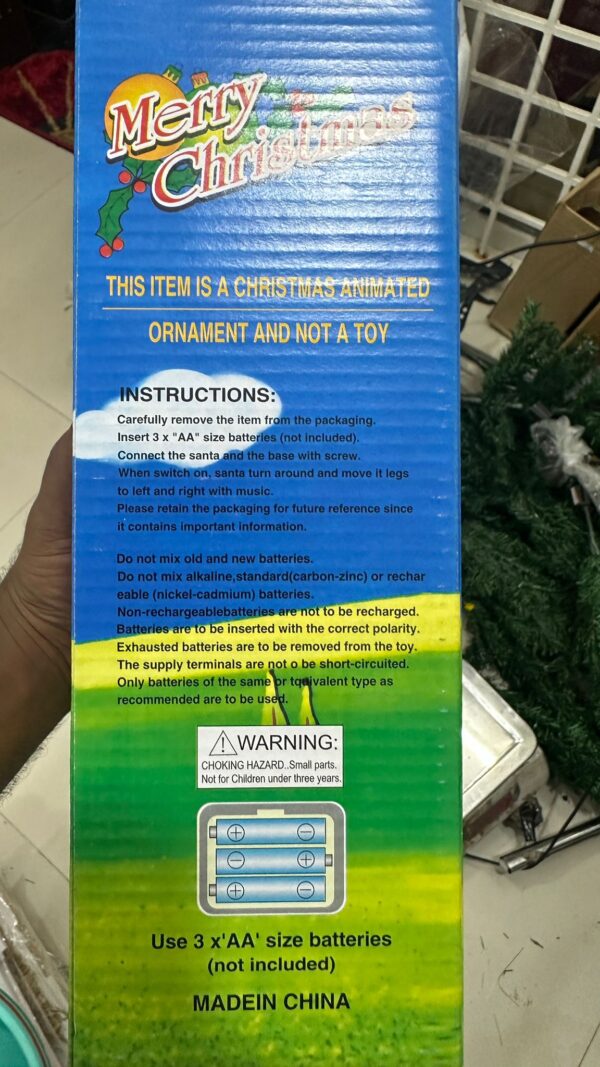 Merry
Christmas
THIS ITEM IS A CHRISTMAS ANIMATED
ORNAMENT AND NOT A TOY
INSTRUCTIONS:
Carefully remove the item from the packaging.
Insert 3 x "AA" size batteries (not included).
Connect the santa and the base with screw.
When switch on, santa turn around and move it legs
to left and right with music.
Please retain the packaging for future reference since
it contains important information.
Do not mix old and new batteries.
Do not mix alkaline,standard(carbon-zinc) or rechar
eable (nickel-cadmium) batteries.
Non-rechargeablebatteries are not to be recharged.
Batteries are to be inserted with the correct polarity.
Exhausted batteries are to be removed from the toy.
The supply terminals are not o be short-circuited.
Only batteries of the same or tquivalent type as
recommended are to be used.
WARNING:
CHOKING HAZARD..Small parts.
Not for Children under three years.
+ −
− +
+ −
Use 3 x'AA' size batteries
(not included)
MADEIN CHINA